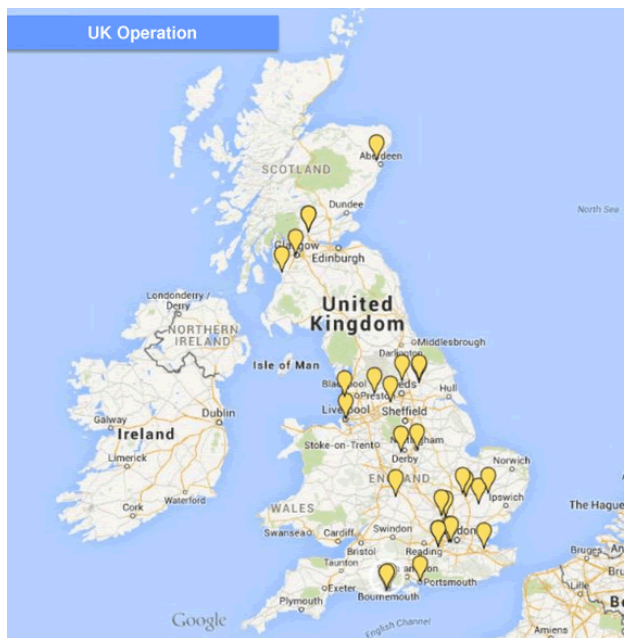 UK Operation
Aberdeen
SCOTLAND
Dundee
North Sea
Glasgow
Edinburgh
United
Kingdom
Londonderry /
Derry
NORTHERN
IRELAND
Isle of Man
Middlesbrough
Darlington
Blackpool
Preston
Leeds
Hull
Galway
Dublin
Liverpool
Sheffield
Ireland
Stoke-on-Trent
Nottingham
Derby
Limerick
Norwich
ENGLAND
Waterford
Cork
WALES
Ipswich
The Hague
Swansea
Cardiff
Swindon
London
Bristol
Reading
Bruges
Taunton
Southampton
Lille
Exeter
Portsmouth
Plymouth
Bournemouth
Google
English Channel
Amiens